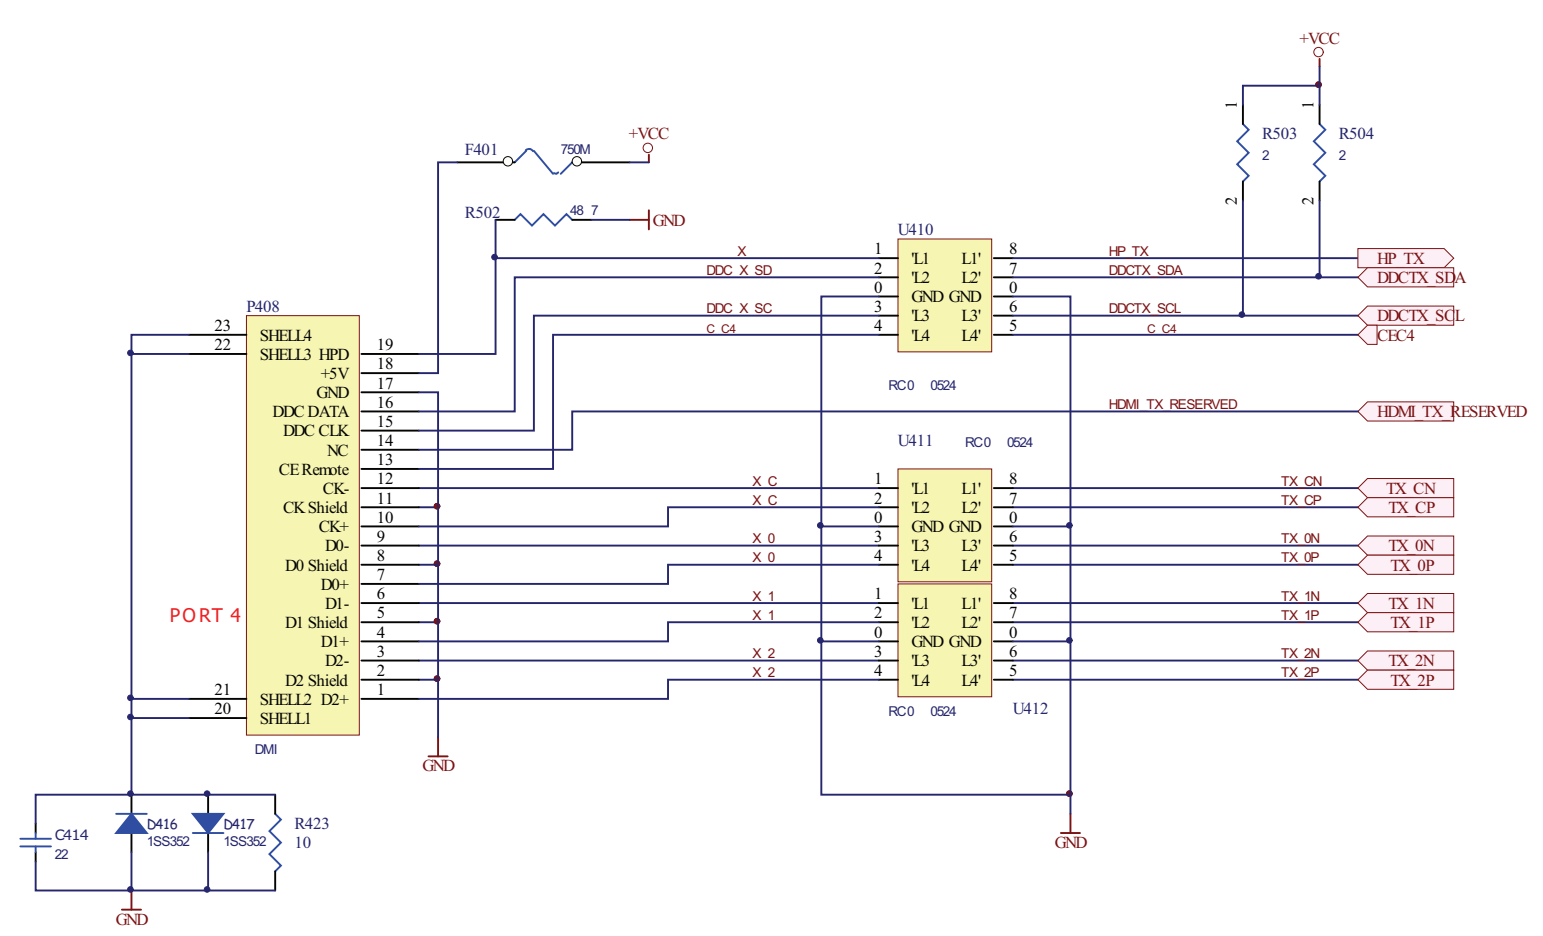 +VCC
1
1
R503
2
R504
2
2
2
F401
750M
+VCC
R502
48 7
GND
U410
X
1
'L1
L1'
8
HP TX
HP TX
DDC X SD
2
'L2
L2'
7
DDCTX SDA
DDCTX SDA
0
GND GND
0
DDC X SC
3
'L3
L3'
6
DDCTX SCL
DDCTX SCL
C C4
4
'L4
L4'
5
C C4
CEC4
RC0 0524
P408
23
SHELL4
22
SHELL3 HPD
19
+5V
18
GND
17
DDC DATA
16
DDC CLK
15
NC
14
CE Remote
13
CK-
12
CK Shield
11
CK+
10
D0-
9
D0 Shield
8
D0+
7
D1-
6
D1 Shield
5
D1+
4
D2-
3
D2 Shield
2
21
SHELL2 D2+
1
20
SHELL1
DMI
PORT 4
GND
HDMI TX RESERVED
HDMI_TX_RESERVED
U411
RC0 0524
X C
1
'L1
L1'
8
TX CN
TX CN
X C
2
'L2
L2'
7
TX CP
TX CP
0
GND GND
0
X 0
3
'L3
L3'
6
TX 0N
TX 0N
X 0
4
'L4
L4'
5
TX 0P
TX 0P
X 1
1
'L1
L1'
8
TX 1N
TX 1N
X 1
2
'L2
L2'
7
TX 1P
TX 1P
0
GND GND
0
X 2
3
'L3
L3'
6
TX 2N
TX 2N
X 2
4
'L4
L4'
5
TX 2P
TX 2P
RC0 0524
U412
GND
C414
22
D416
1SS352
D417
1SS352
R423
10
GND